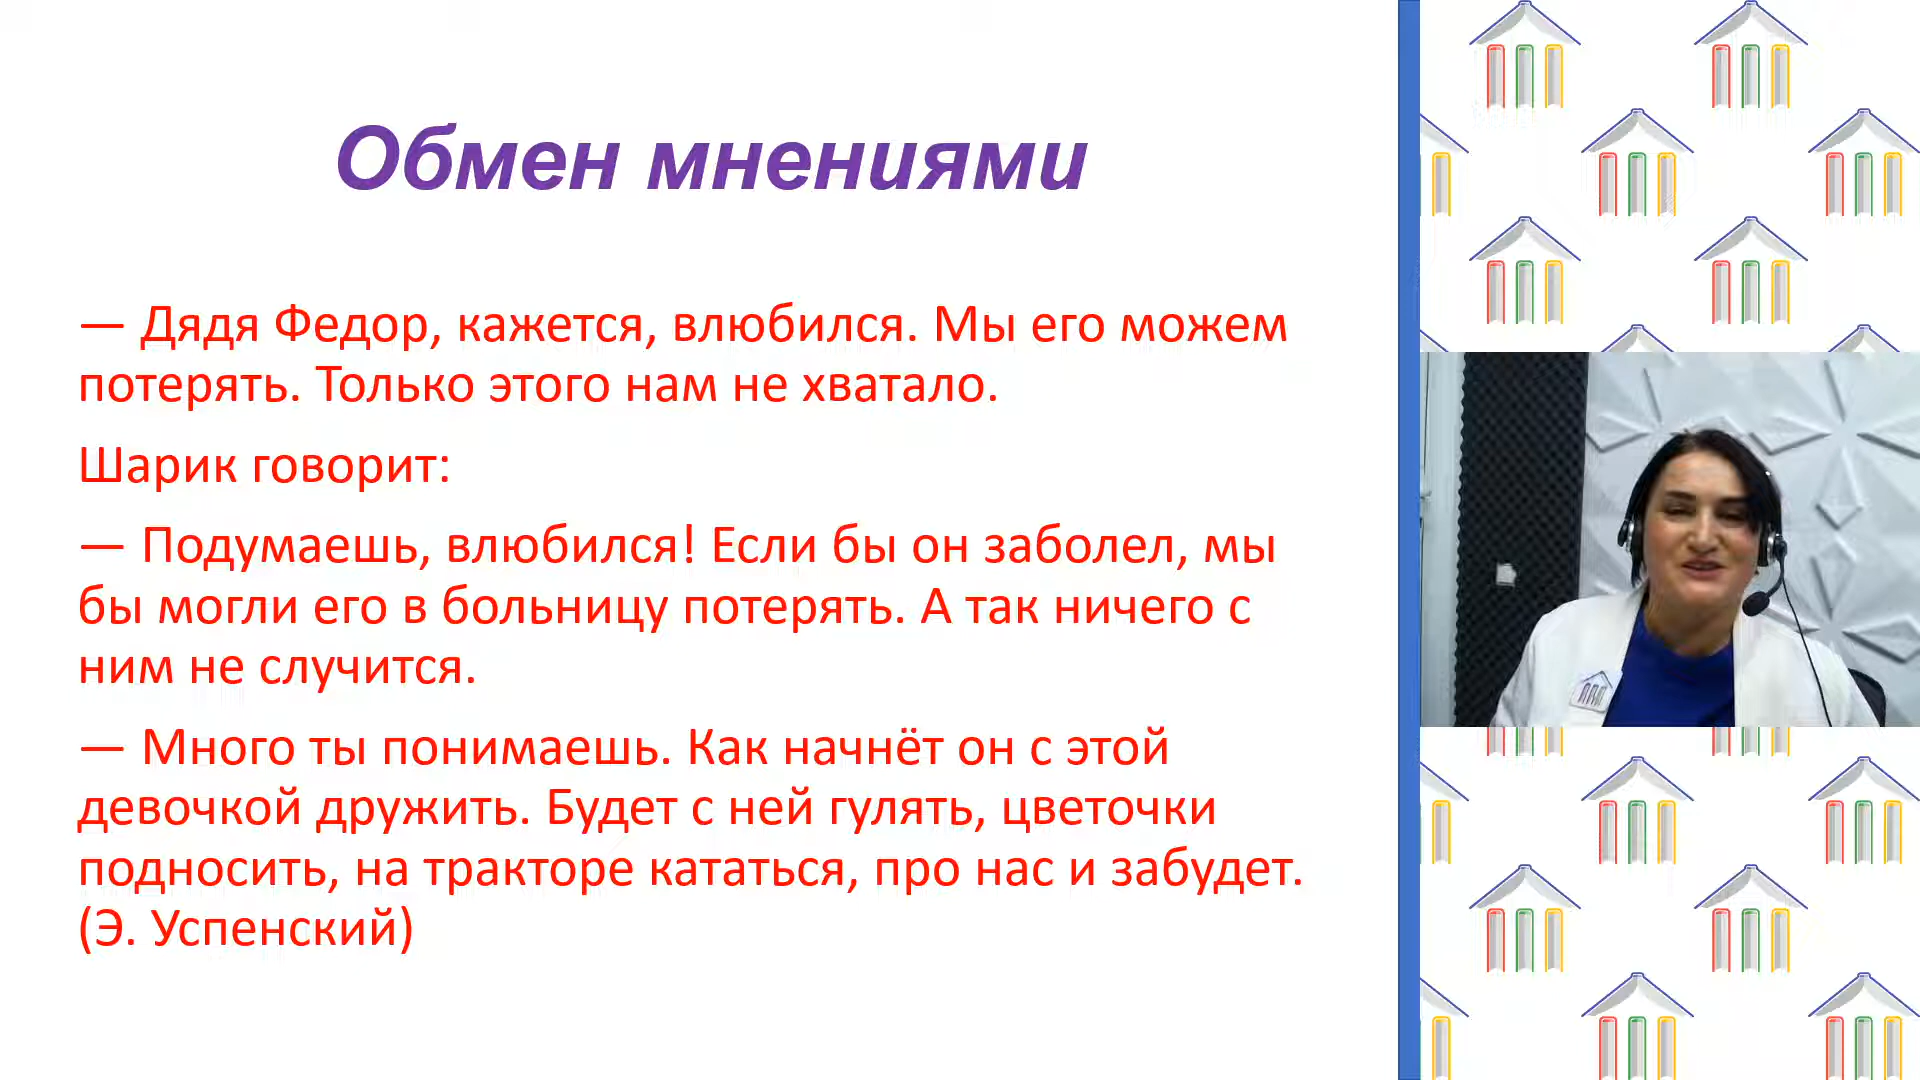 Обмен мнениями
— Дядя Федор, кажется, влюбился. Мы его можем
потерять. Только этого нам не хватало.
Шарик говорит:
— Подумаешь, влюбился! Если бы он заболел, мы
бы могли его в больницу потерять. А так ничего с
ним не случится.
— Много ты понимаешь. Как начнёт он с этой
девочкой дружить. Будет с ней гулять, цветочки
подносить, на тракторе кататься, про нас и забудет.
(Э. Успенский)